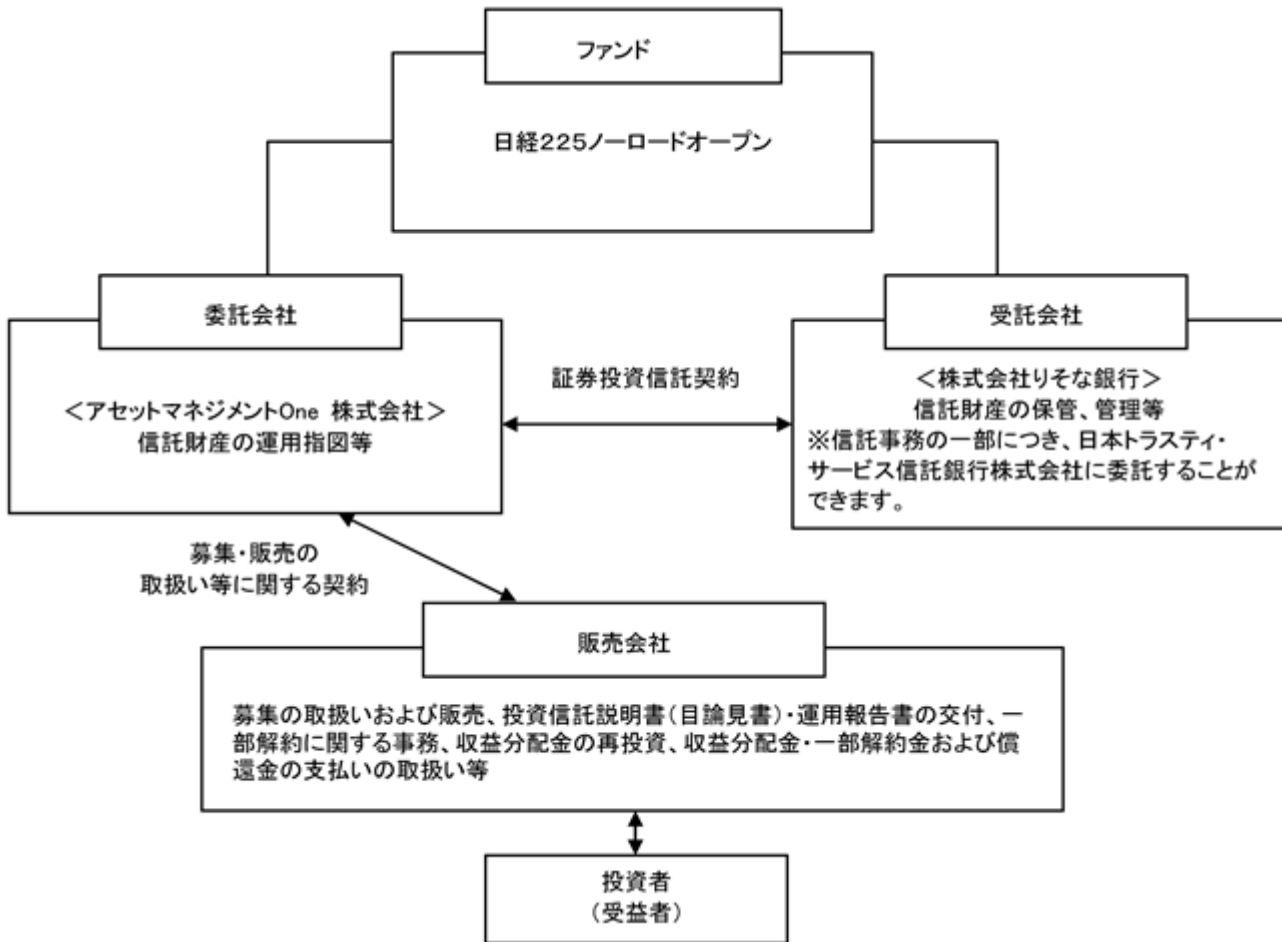 ファンド
日経225ノーロードオープン
委託会社
<アセットマネジメントOne 株式会社>
信託財産の運用指図等
証券投資信託契約
受託会社
<株式会社りそな銀行>
信託財産の保管、管理等
※信託事務の一部につき、日本トラスティ・
サービス信託銀行株式会社に委託することが
できます。
募集・販売の
取扱い等に関する契約
販売会社
募集の取扱いおよび販売、投資信託説明書(目論見書)・運用報告書の交付、一
部解約に関する事務、収益分配金の再投資、収益分配金・一部解約金および償
還金の支払いの取扱い等
投資者
(受益者)